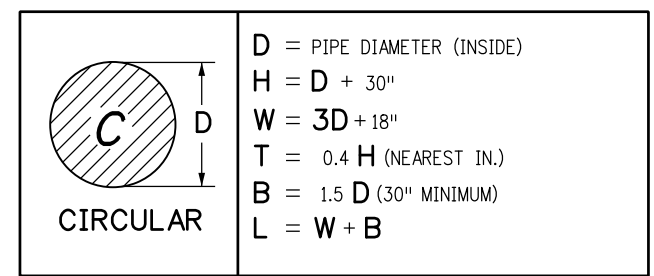 C
D
CIRCULAR
D = PIPE DIAMETER (INSIDE)
H = D + 30"
W = 3D + 18"
T = 0.4 H (NEAREST IN.)
B = 1.5 D (30" MINIMUM)
L = W + B